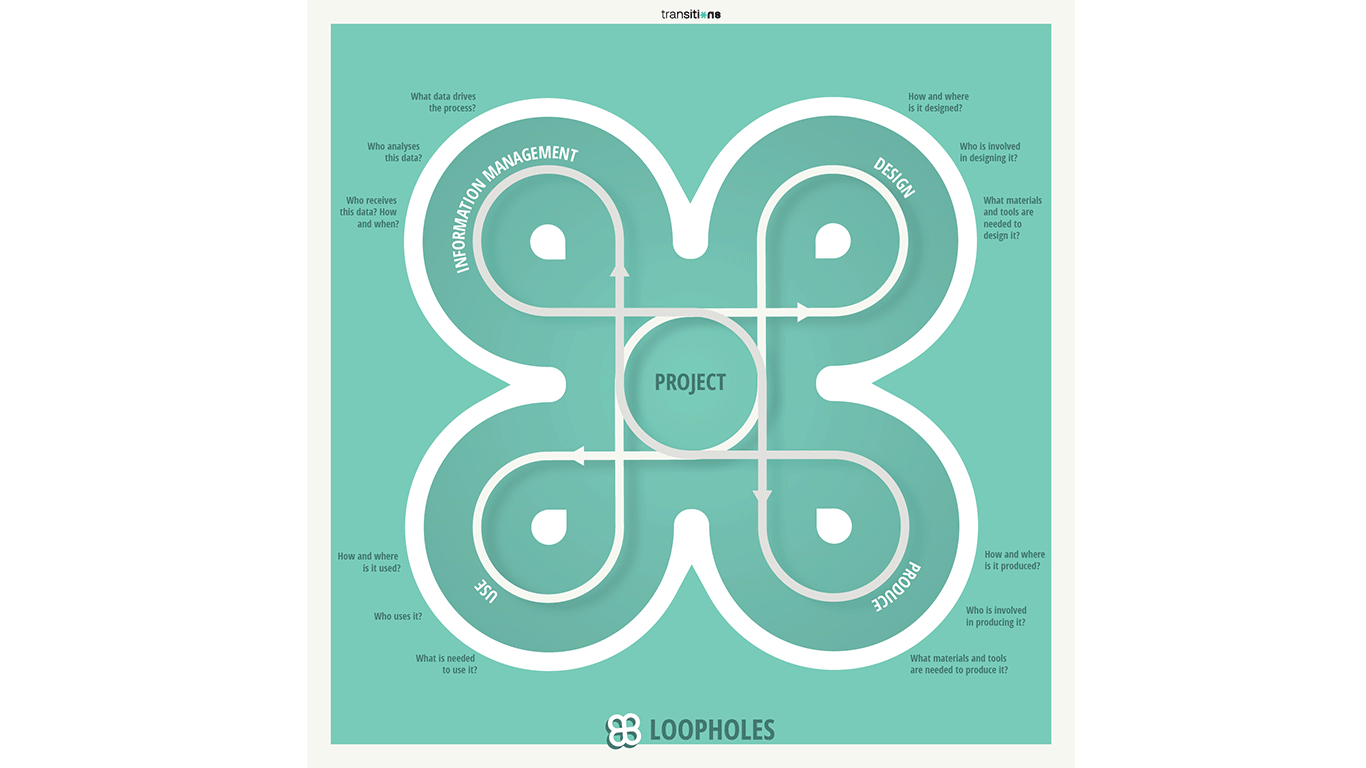 transiti*ns
What data drives
the process?
Who analyses
this data?
Who receives
this data? How
and when?
INFORMATION MANAGEMENT
How and where
is it designed?
Who is involved
in designing it?
What materials
and tools are
needed to
design it?
DESIGN
PROJECT
How and where
is it used?
Who uses it?
What is needed
to use it?
USE
How and where
is it produced?
Who is involved
in producing it?
What materials and tools
are needed to produce it?
PRODUCE
LOOPHOLES